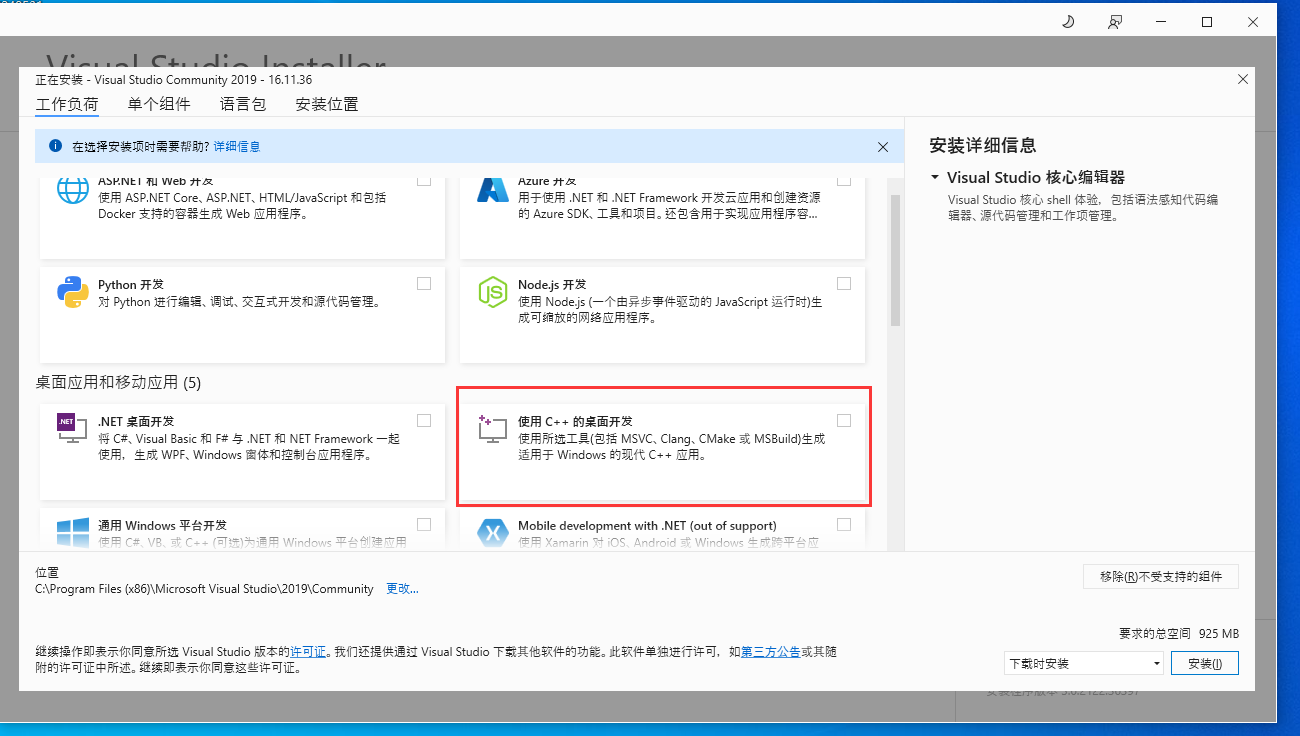 Visual Studio Installer
正在安装 - Visual Studio Community 2019 - 16.11.36
工作负荷 单个组件 语言包 安装位置
在选择安装项时需要帮助? 详细信息
ASP.NET 和 Web 开发
使用 ASP.NET Core、ASP.NET、HTML/JavaScript 和包括
Docker 支持的容器生成 Web 应用程序。
Azure 开发
用于使用 .NET 和 .NET Framework 开发云应用和创建资源
的 Azure SDK、工具和项目。还包含用于实现应用程序容...
Python 开发
对 Python 进行编辑、调试、交互式开发和源代码管理。
Node.js 开发
使用 Node.js (一个由异步事件驱动的 JavaScript 运行时)生
成可缩放的网络应用程序。
桌面应用和移动应用 (5)
.NET
.NET 桌面开发
将 C#、Visual Basic 和 F# 与 .NET 和 NET Framework 一起
使用，生成 WPF、Windows 窗体和控制台应用程序。
使用 C++ 的桌面开发
使用所选工具(包括 MSVC、Clang、CMake 或 MSBuild)生成
适用于 Windows 的现代 C++ 应用。
通用 Windows 平台开发
使用 C#、VB、或 C++ (可选)为通用 Windows 平台创建应用
Mobile development with .NET (out of support)
使用 Xamarin 对 iOS、Android 或 Windows 生成跨平台应
安装详细信息
Visual Studio 核心编辑器
Visual Studio 核心 shell 体验，包括语法感知代码编
辑器、源代码管理和工作项管理。
位置
C:\Program Files (x86)\Microsoft Visual Studio\2019\Community 更改...
移除(R)不受支持的组件
要求的总空间 925 MB
继续操作即表示你同意所选 Visual Studio 版本的许可证。我们还提供通过 Visual Studio 下载其他软件的功能。此软件单独进行许可，如第三方公告或其随
附的许可证中所述。继续即表示你同意这些许可证。
下载时安装 安装(I)